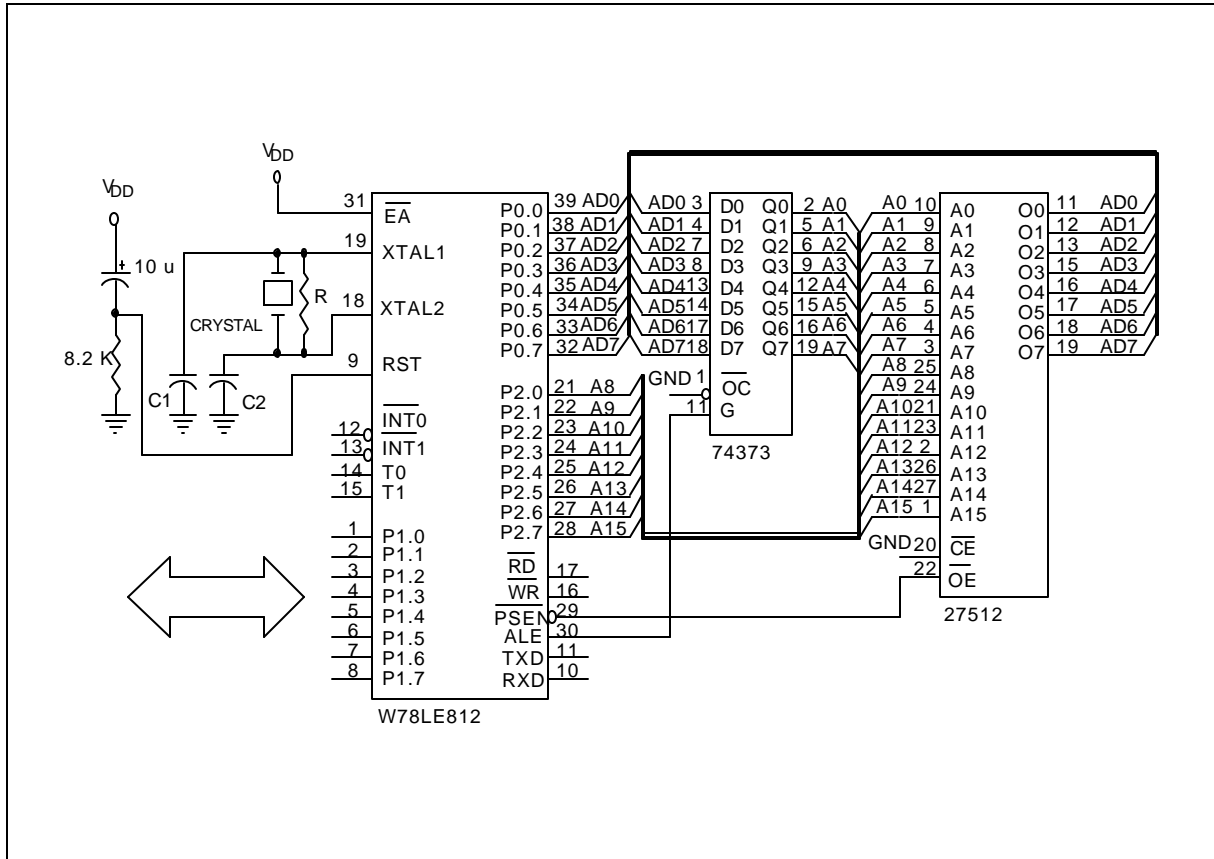 VDD
VDD
10 u
8.2 K
C1
C2
CRYSTAL
R
31 EA
19 XTAL1
18 XTAL2
9 RST
12 INT0
13 INT1
14 T0
15 T1
1 P1.0
2 P1.1
3 P1.2
4 P1.3
5 P1.4
6 P1.5
7 P1.6
8 P1.7
P0.0 39 AD0
P0.1 38 AD1
P0.2 37 AD2
P0.3 36 AD3
P0.4 35 AD4
P0.5 34 AD5
P0.6 33 AD6
P0.7 32 AD7
P2.0 21 A8
P2.1 22 A9
P2.2 23 A10
P2.3 24 A11
P2.4 25 A12
P2.5 26 A13
P2.6 27 A14
P2.7 28 A15
RD 17
WR 16
PSEN 29
ALE 30
TXD 11
RXD 10
W78LE812
AD0 3 D0 Q0 2 A0
AD1 4 D1 Q1 5 A1
AD2 7 D2 Q2 6 A2
AD3 8 D3 Q3 9 A3
AD4 13 D4 Q4 12 A4
AD5 14 D5 Q5 15 A5
AD6 17 D6 Q6 16 A6
AD7 18 D7 Q7 19 A7
GND 1 OC
11 G
74373
A0 10 A0 O0 11 AD0
A1 9 A1 O1 12 AD1
A2 8 A2 O2 13 AD2
A3 7 A3 O3 15 AD3
A4 6 A4 O4 16 AD4
A5 5 A5 O5 17 AD5
A6 4 A6 O6 18 AD6
A7 3 A7 O7 19 AD7
A8 25 A8
A9 24 A9
A10 21 A10
A11 23 A11
A12 2 A12
A13 26 A13
A14 27 A14
A15 1 A15
GND 20 CE
22 OE
27512